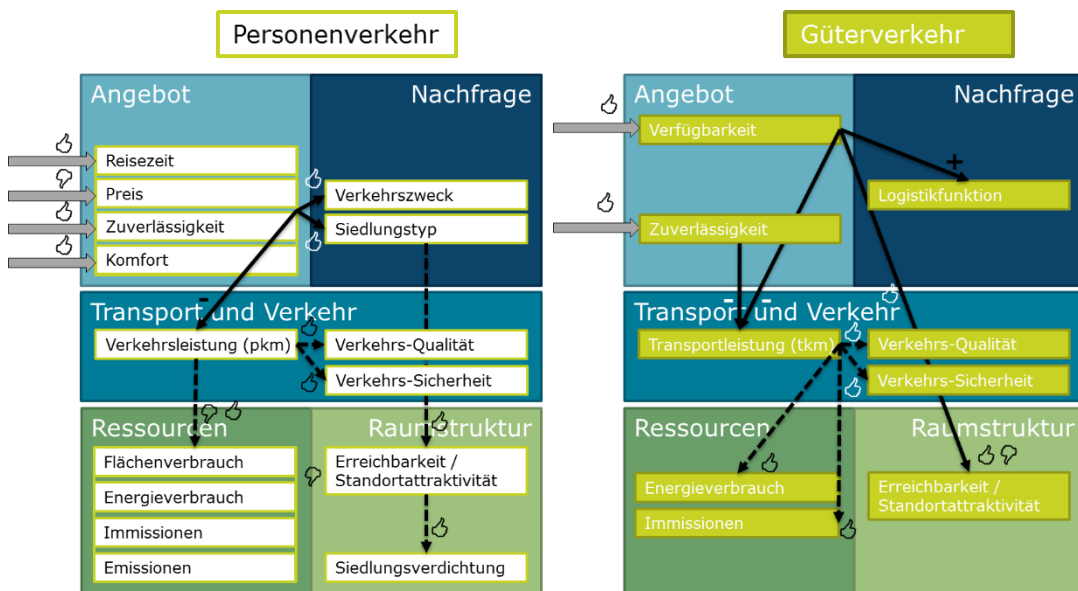 Personenverkehr
Angebot
Nachfrage
Reisezeit
Preis
Zuverlässigkeit
Komfort
Verkehrszweck
Siedlungstyp
-
Transport und Verkehr
Verkehrsleistung (pkm)
Verkehrs-Qualität
Verkehrs-Sicherheit
Ressourcen
Raumstruktur
Flächenverbrauch
Energieverbrauch
Immissionen
Emissionen
Erreichbarkeit /
Standortattraktivität
Siedlungsverdichtung
Güterverkehr
Angebot
Nachfrage
Verfügbarkeit
+
Logistikfunktion
Zuverlässigkeit
- -
Transport und Verkehr
Transportleistung (tkm)
Verkehrs-Qualität
Verkehrs-Sicherheit
Ressourcen
Raumstruktur
Energieverbrauch
Immissionen
Erreichbarkeit /
Standortattraktivität